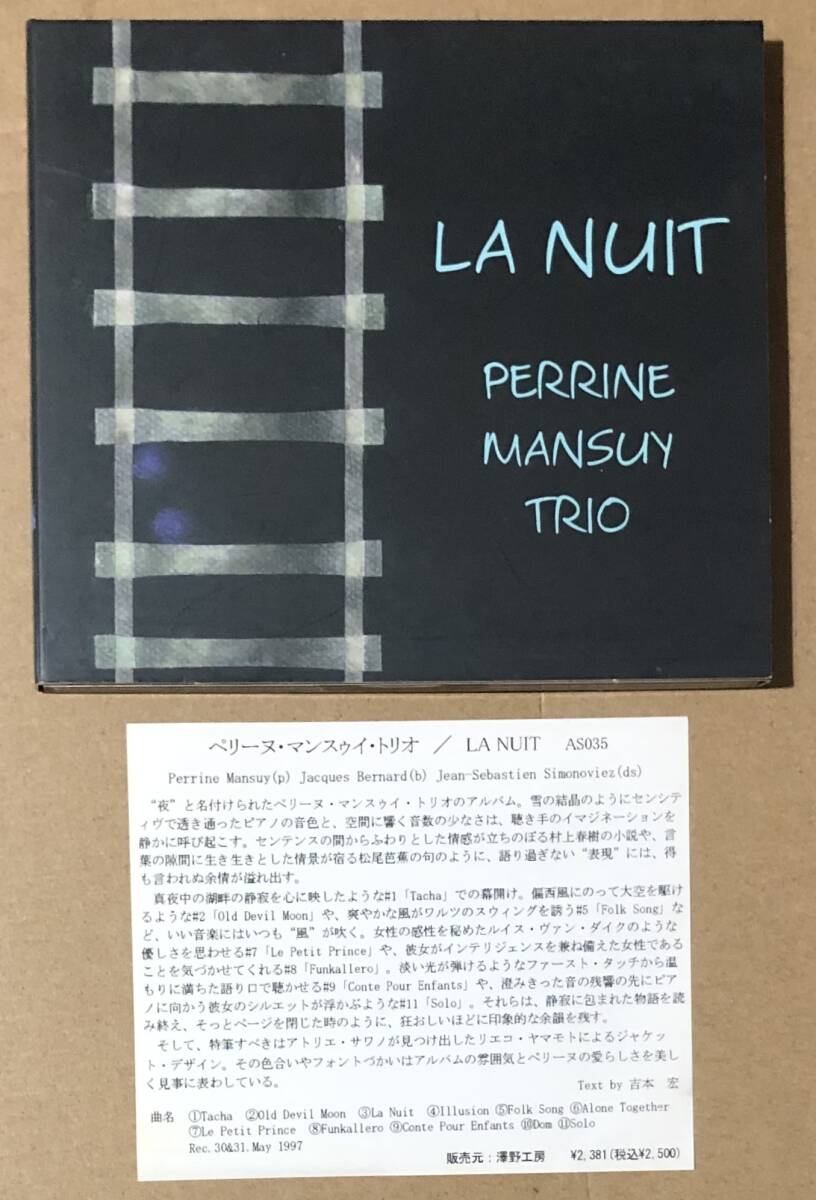 LA NUIT
PERRINE
MANSUY
TRIO
ペリーヌ・マンスゥイ・トリオ ／ LA NUIT AS035
Perrine Mansuy(p) Jacques Bernard(b) Jean-Sebastien Simonoviez(ds)
“夜”と名付けられたペリーヌ・マンスゥイ・トリオのアルバム。雪の結晶のようにセンシテ
ィヴで透き通ったピアノの音色と、空間に響く音数の少なさは、聴き手のイマジネーションを
静かに呼び起こす。センテンスの間からふわりとした情感が立ちのぼる村上春樹の小説や、言
葉の隙間に生き生きとした情景が宿る松尾芭蕉の句のように、語り過ぎない“表現”には、得
も言われぬ余情が溢れ出す。
真夜中の湖畔の静寂を心に映したような#1「Tacha」での幕開け。偏西風にのって大空を駆け
るような#2「Old Devil Moon」や、爽やかな風がワルツのスウィングを誘う#5「Folk Song」な
ど、いい音楽にはいつも“風”が吹く。女性の感性を秘めたルイス・ヴァン・ダイクのような
優しさを思わせる#7「Le Petit Prince」や、彼女がインテリジェンスを兼ね備えた女性である
ことを気づかせてくれる#8「Funkallero」。淡い光が弾けるようなファースト・タッチから温
もりに満ちた語り口で聴かせる#9「Conte Pour Enfants」や、澄みきった音の残響の先にピア
ノに向かう彼女のシルエットが浮かぶような#11「Solo」。それらは、静寂に包まれた物語を読
み終え、そっとページを閉じた時のように、狂おしいほどに印象的な余韻を残す。
そして、特筆すべきはアトリエ・サワノが見つけ出したリエコ・ヤマモトによるジャケッ
ト・デザイン。その色合いやフォントづかいはアルバムの雰囲気とペリーヌの愛らしさを美し
く見事に表わしている。 Text by 吉本 宏
曲名 ①Tacha ②Old Devil Moon ③La Nuit ④Illusion ⑤Folk Song ⑥Alone Together
⑦Le Petit Prince ⑧Funkallero ⑨Conte Pour Enfants ⑩Dom ⑪Solo
Rec. 30&31. May 1997
販売元：澤野工房 ¥2,381(税込¥2,500)